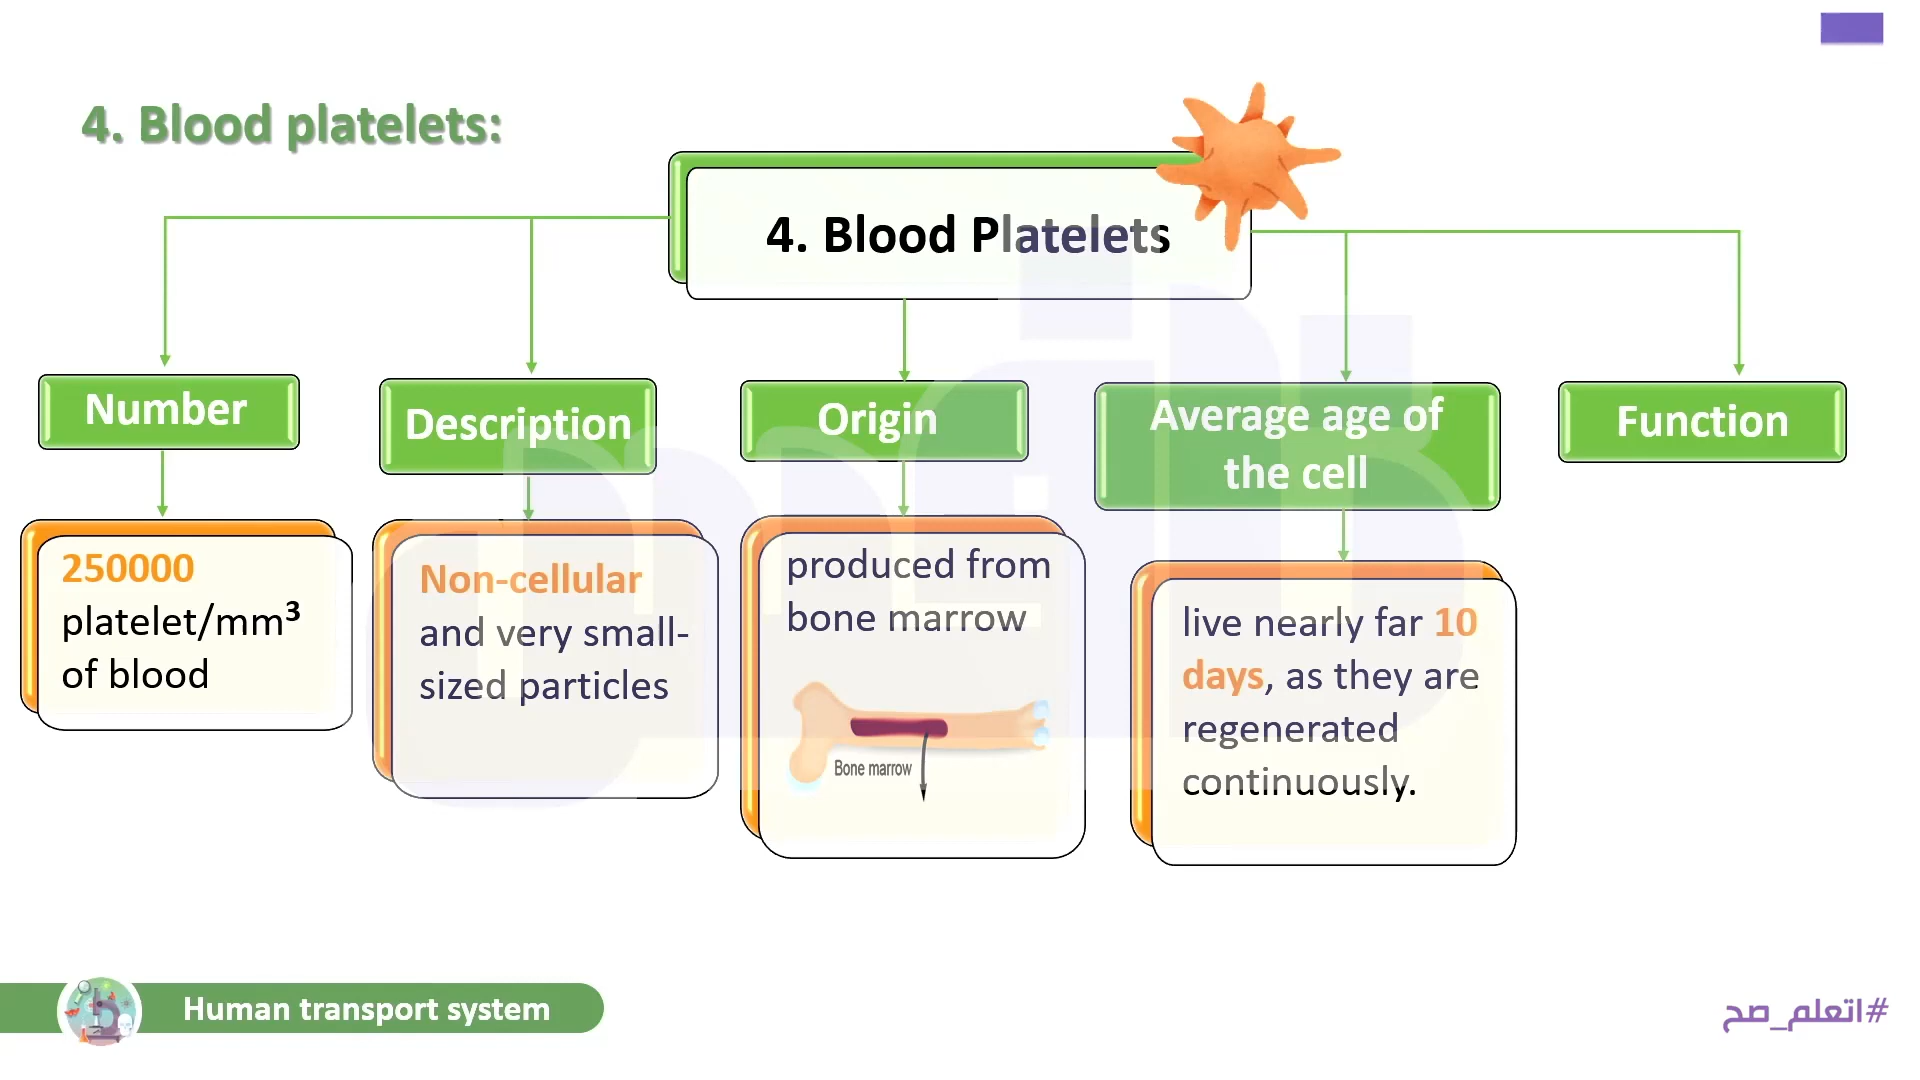 4. Blood platelets:
4. Blood Platelets
Number
Description
Origin
Average age of
the cell
Function
250000
platelet/mm³
of blood
Non-cellular
and very small-
sized particles
produced from
bone marrow
Bone marrow
live nearly far 10
days, as they are
regenerated
continuously.
Human transport system
#اتعلم_صح